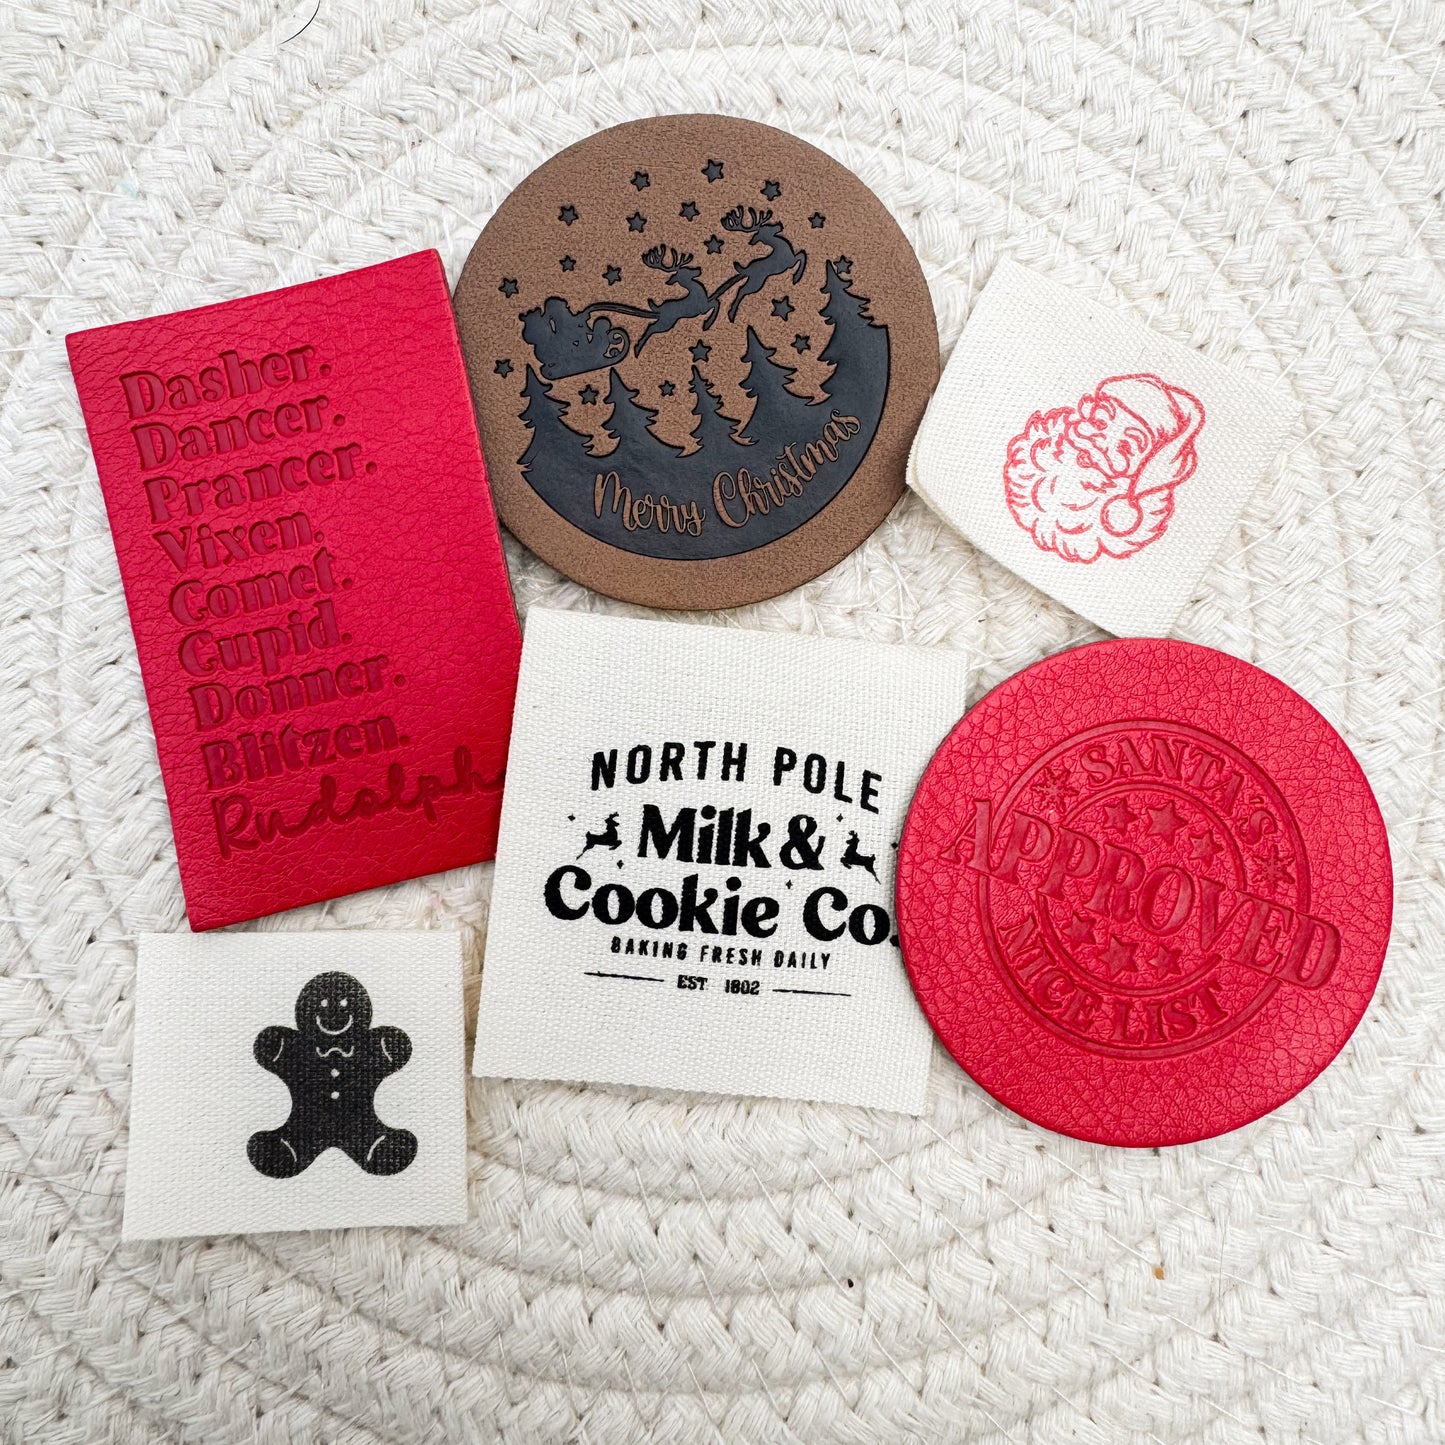 Dasher.
Dancer.
Prancer.
Vixen.
Comet.
Cupid.
Donner.
Blitzen.
Rudolph
Merry Christmas
NORTH POLE
Milk &
Cookie Co.
BAKING FRESH DAILY
EST 1802
SANTA'S
APPROVED
NICE LIST